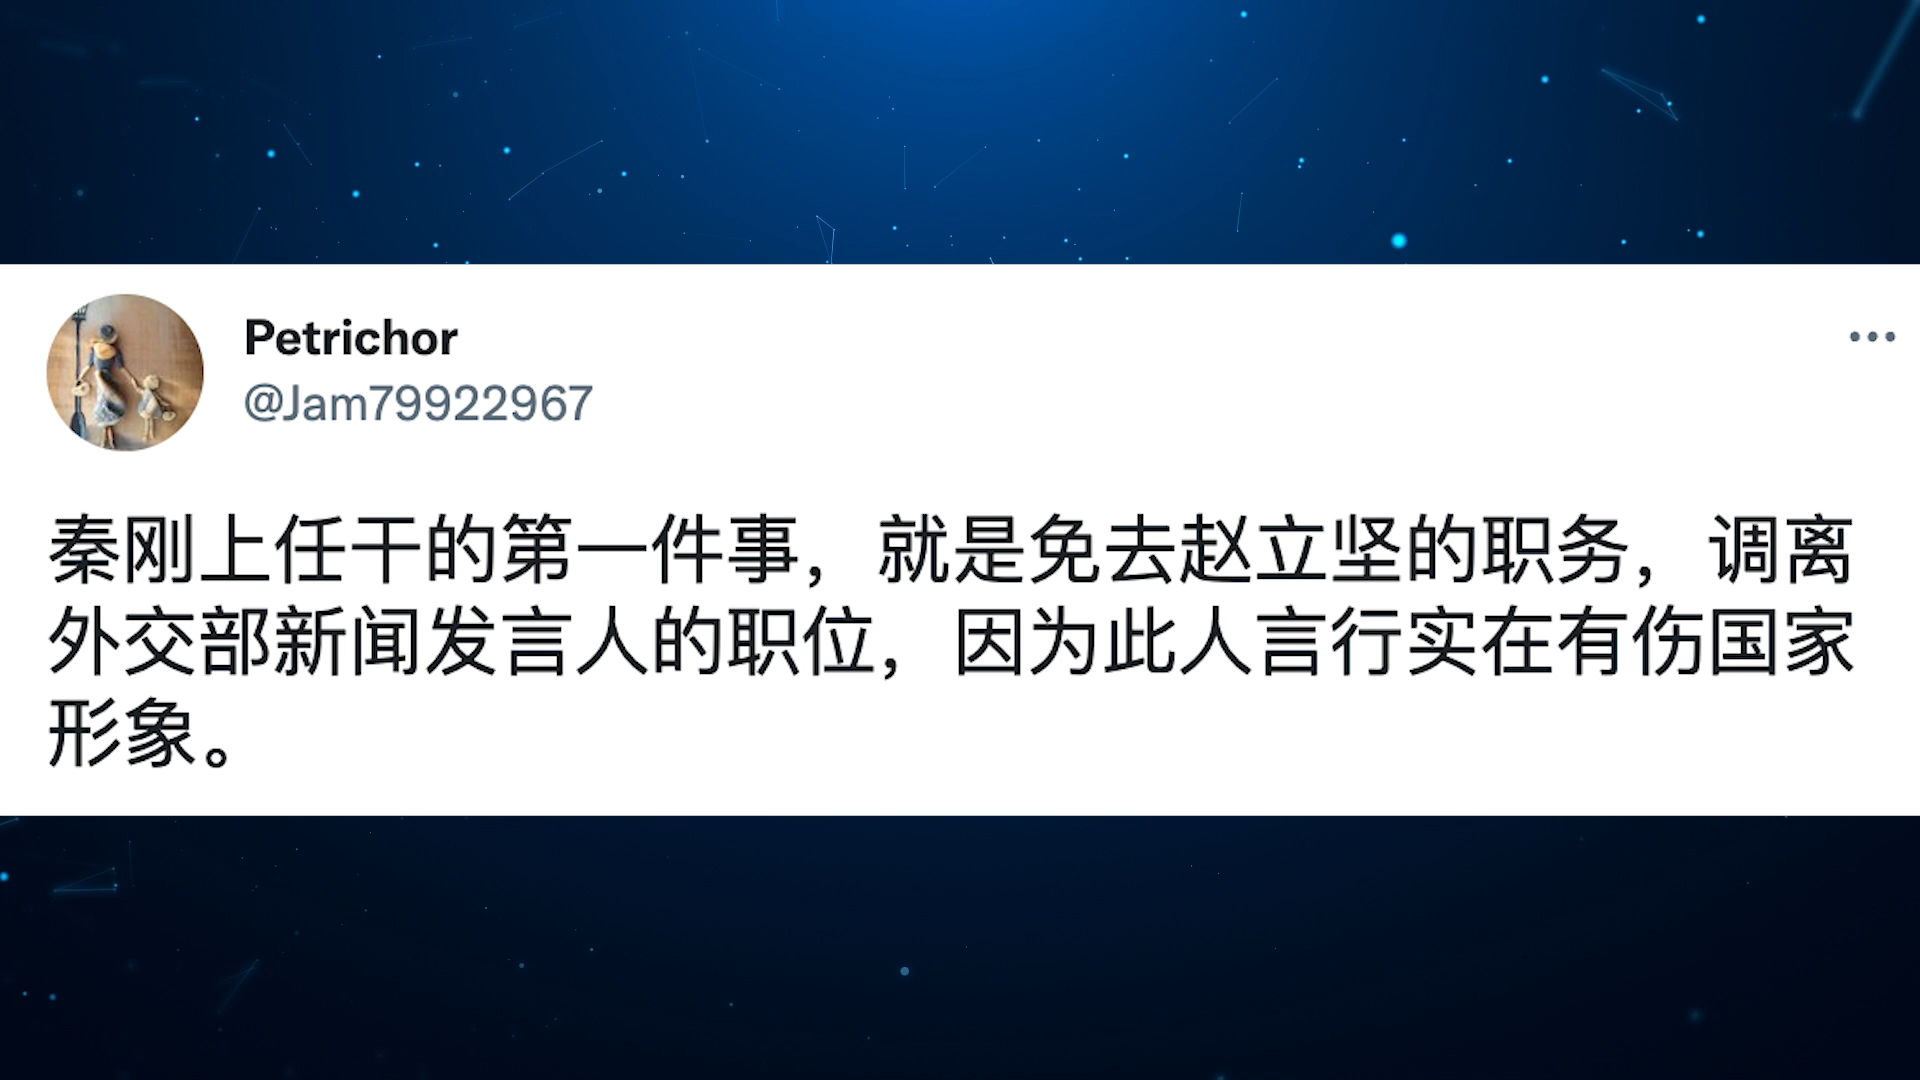 Petrichor
@Jam79922967
秦刚上任干的第一件事，就是免去赵立坚的职务，调离
外交部新闻发言人的职位，因为此人言行实在有伤国家
形象。